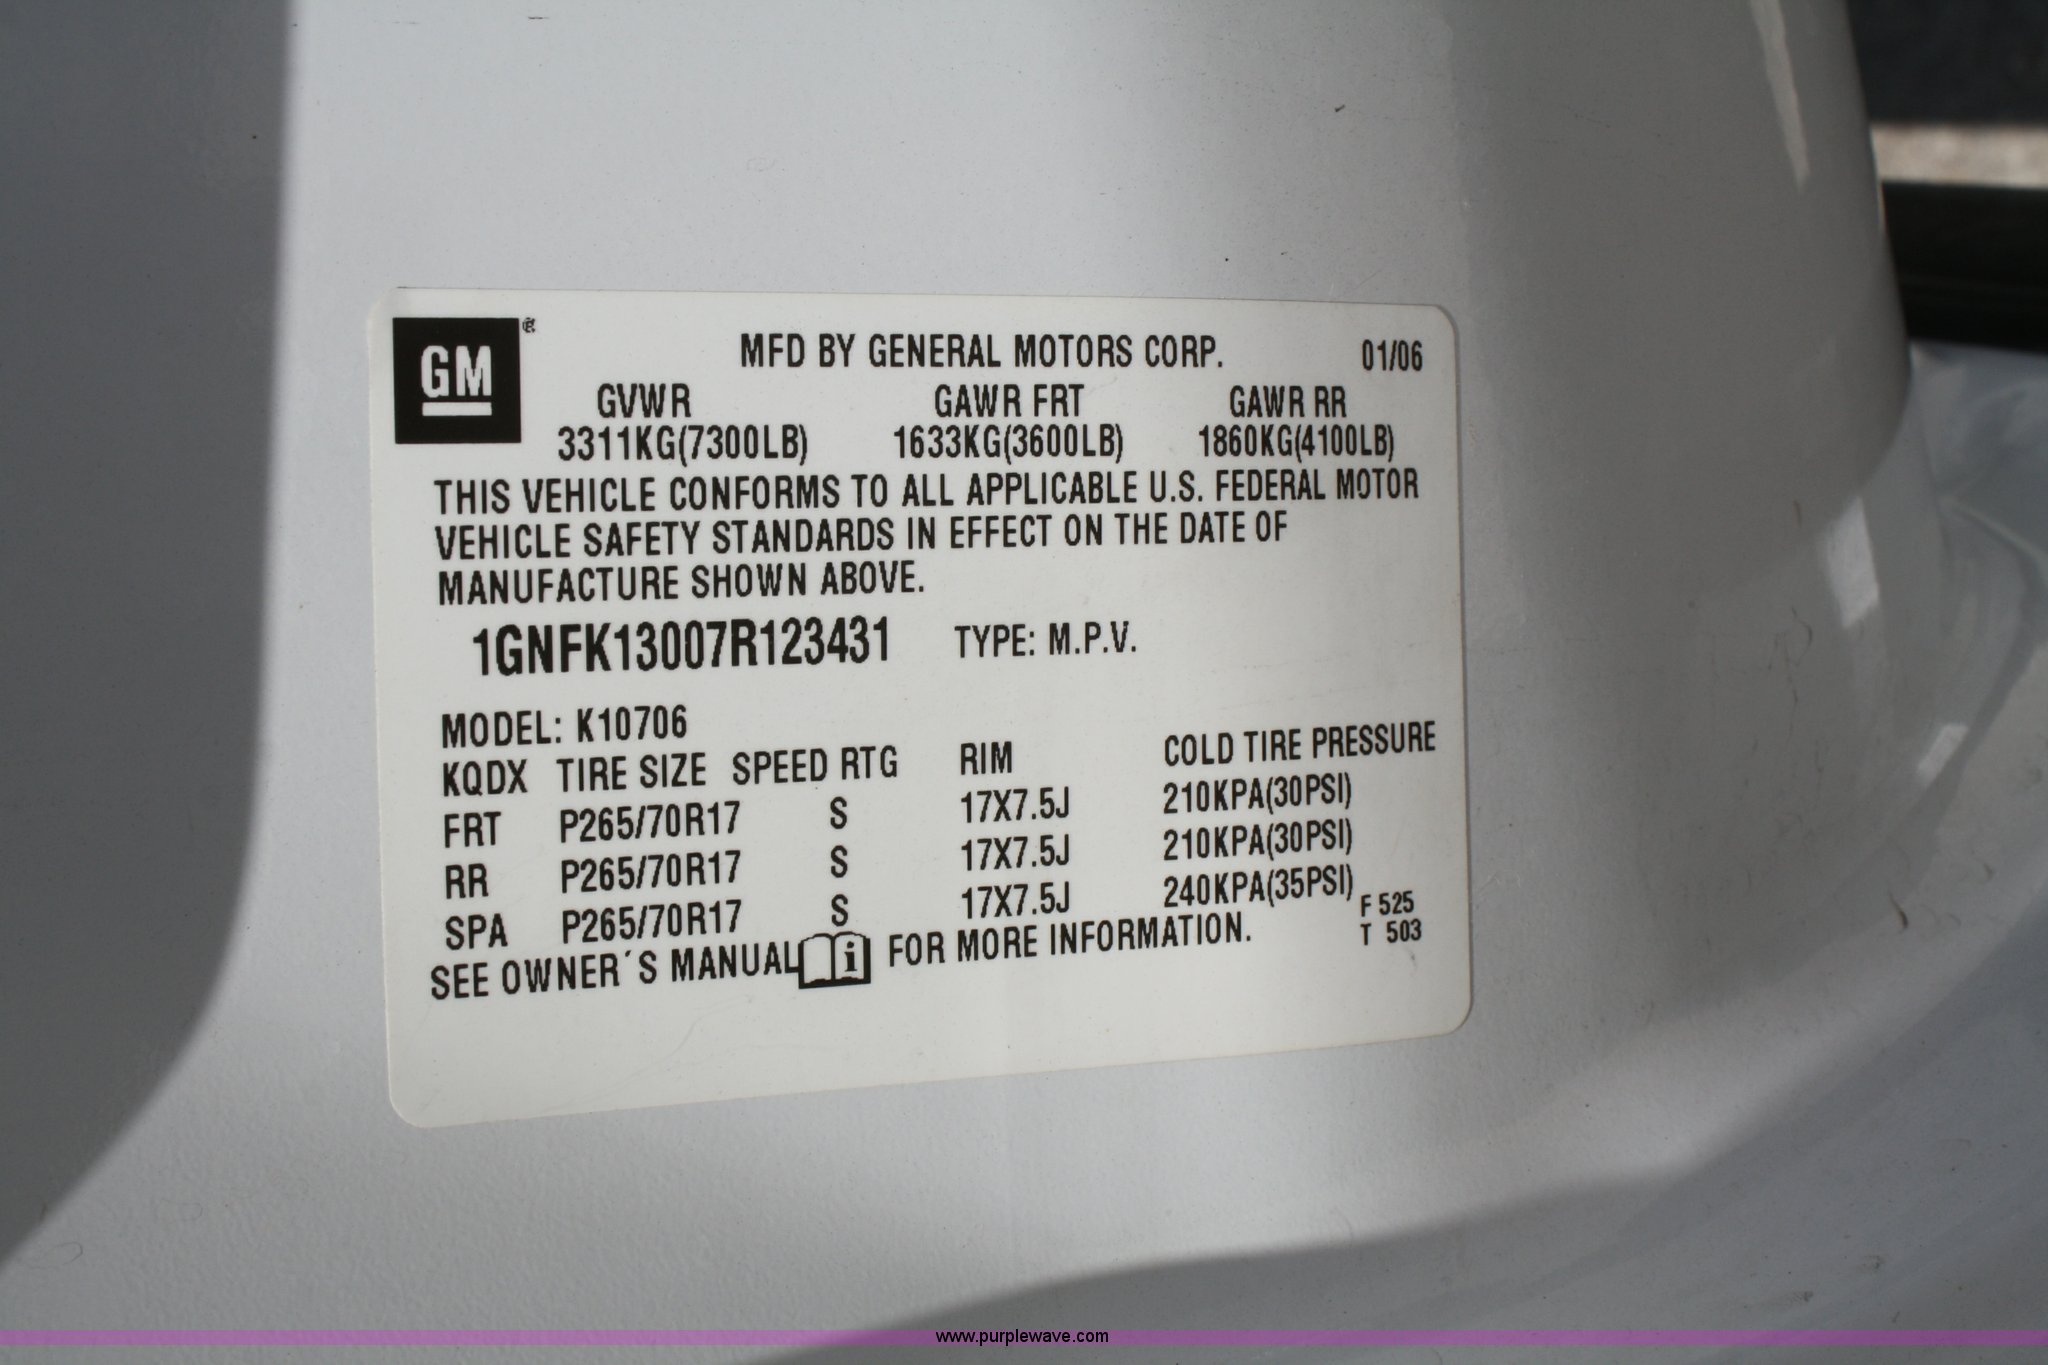 GM
MFD BY GENERAL MOTORS CORP. 01/06
GVWR GAWR FRT GAWR RR
3311KG(7300LB) 1633KG(3600LB) 1860KG(4100LB)
THIS VEHICLE CONFORMS TO ALL APPLICABLE U.S. FEDERAL MOTOR
VEHICLE SAFETY STANDARDS IN EFFECT ON THE DATE OF
MANUFACTURE SHOWN ABOVE.
1GNFK13007R123431 TYPE: M.P.V.
MODEL: K10706
KQDX TIRE SIZE SPEED RTG RIM COLD TIRE PRESSURE
FRT P265/70R17 S 17X7.5J 210KPA(30PSI)
RR P265/70R17 S 17X7.5J 210KPA(30PSI)
SPA P265/70R17 S 17X7.5J 240KPA(35PSI)
F 525
T 503
SEE OWNER´S MANUAL i FOR MORE INFORMATION.
www.purplewave.com